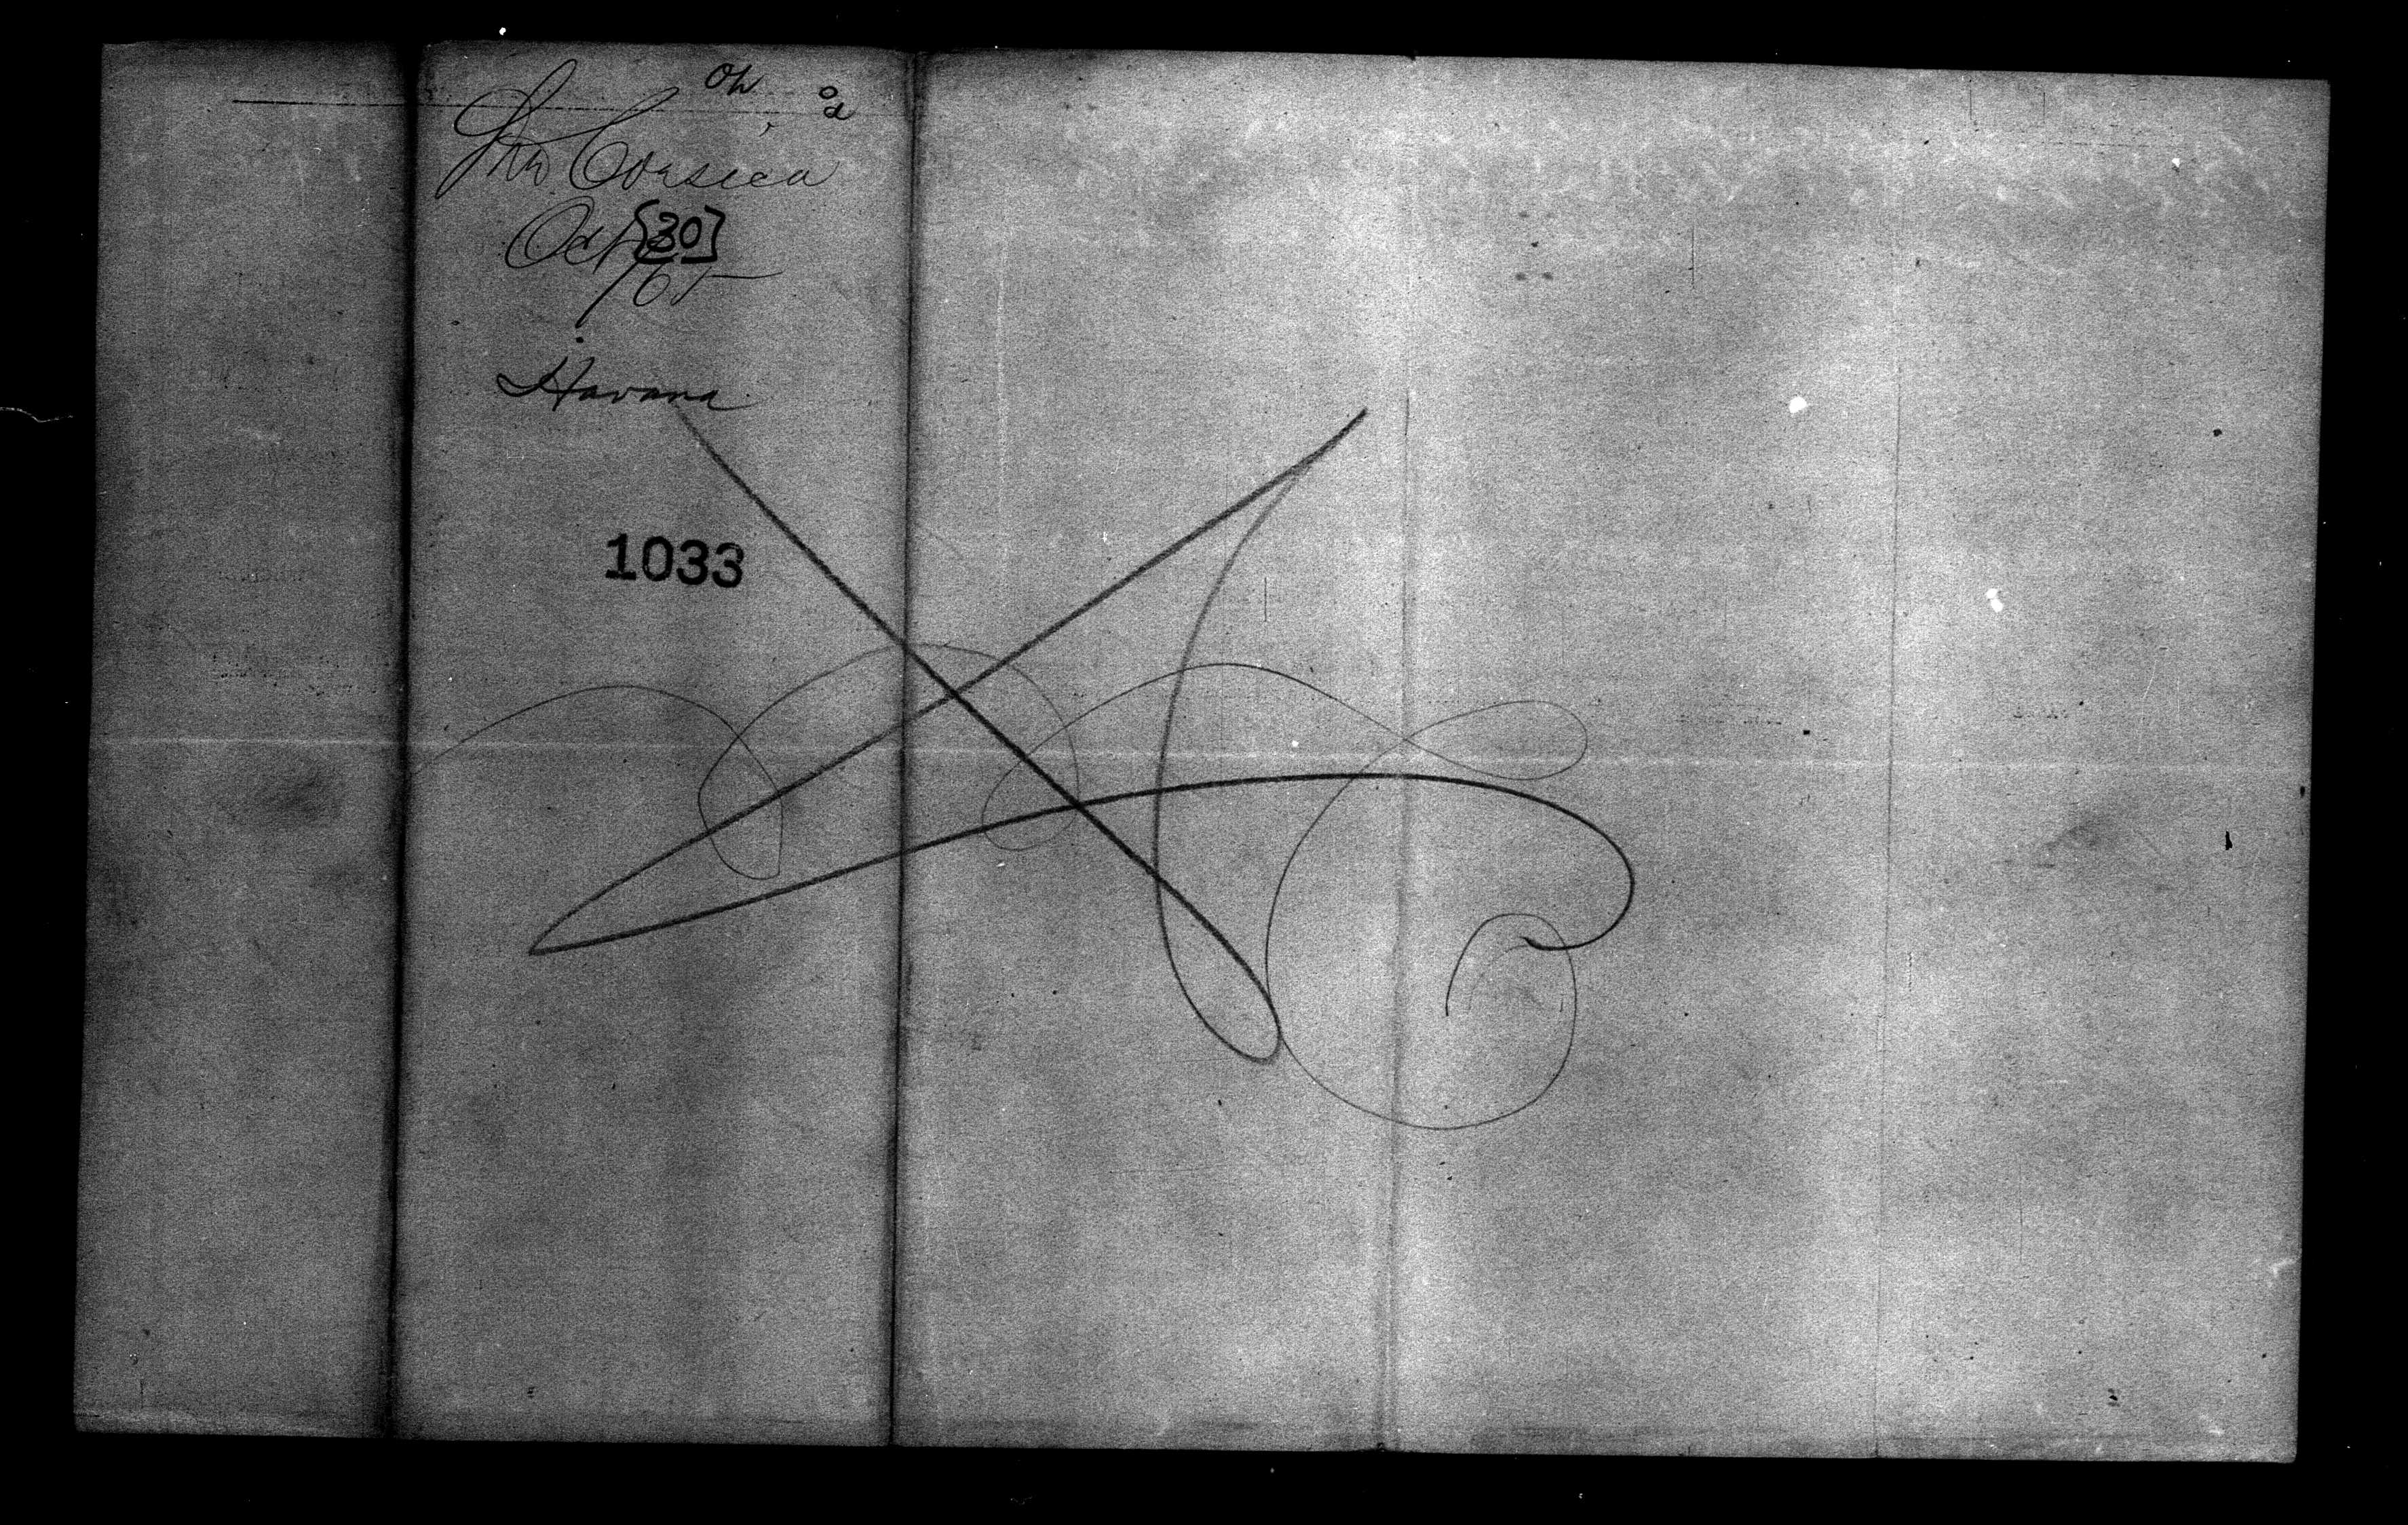 Str Corsica
Oct [30]
/65
Havana
1033